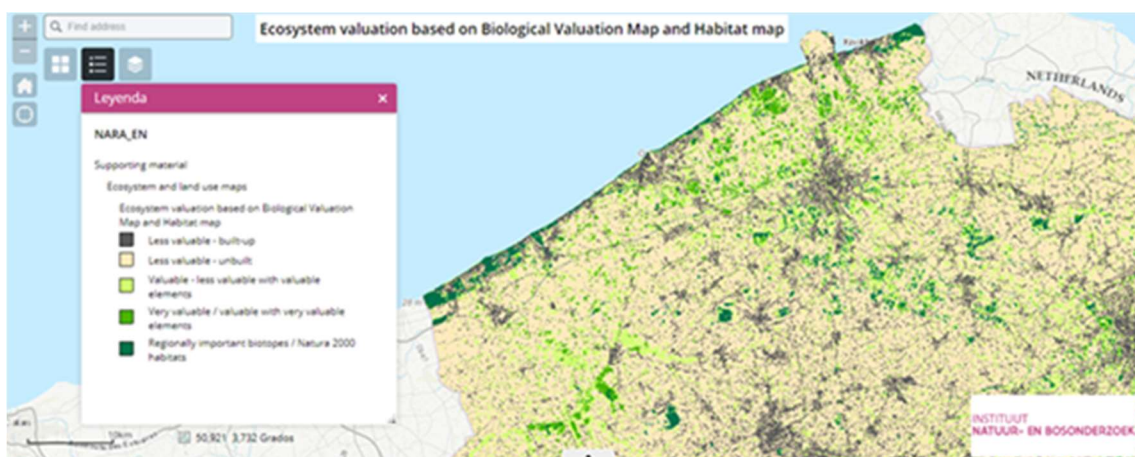 Find address
Ecosystem valuation based on Biological Valuation Map and Habitat map
NETHERLANDS
Leyenda
NARA_EN
Supporting material
Ecosystem and land use maps
Ecosystem valuation based on Biological Valuation
Map and Habitat map
Less valuable - built-up
Less valuable - unbuilt
Valuable - less valuable with valuable
elements
Very valuable / valuable with very valuable
elements
Regionally important biotopes / Natura 2000
habitats
28 m
10km
50,921 3,732 Grados
INSTITUUT
NATUUR- EN BOSONDERZOEK